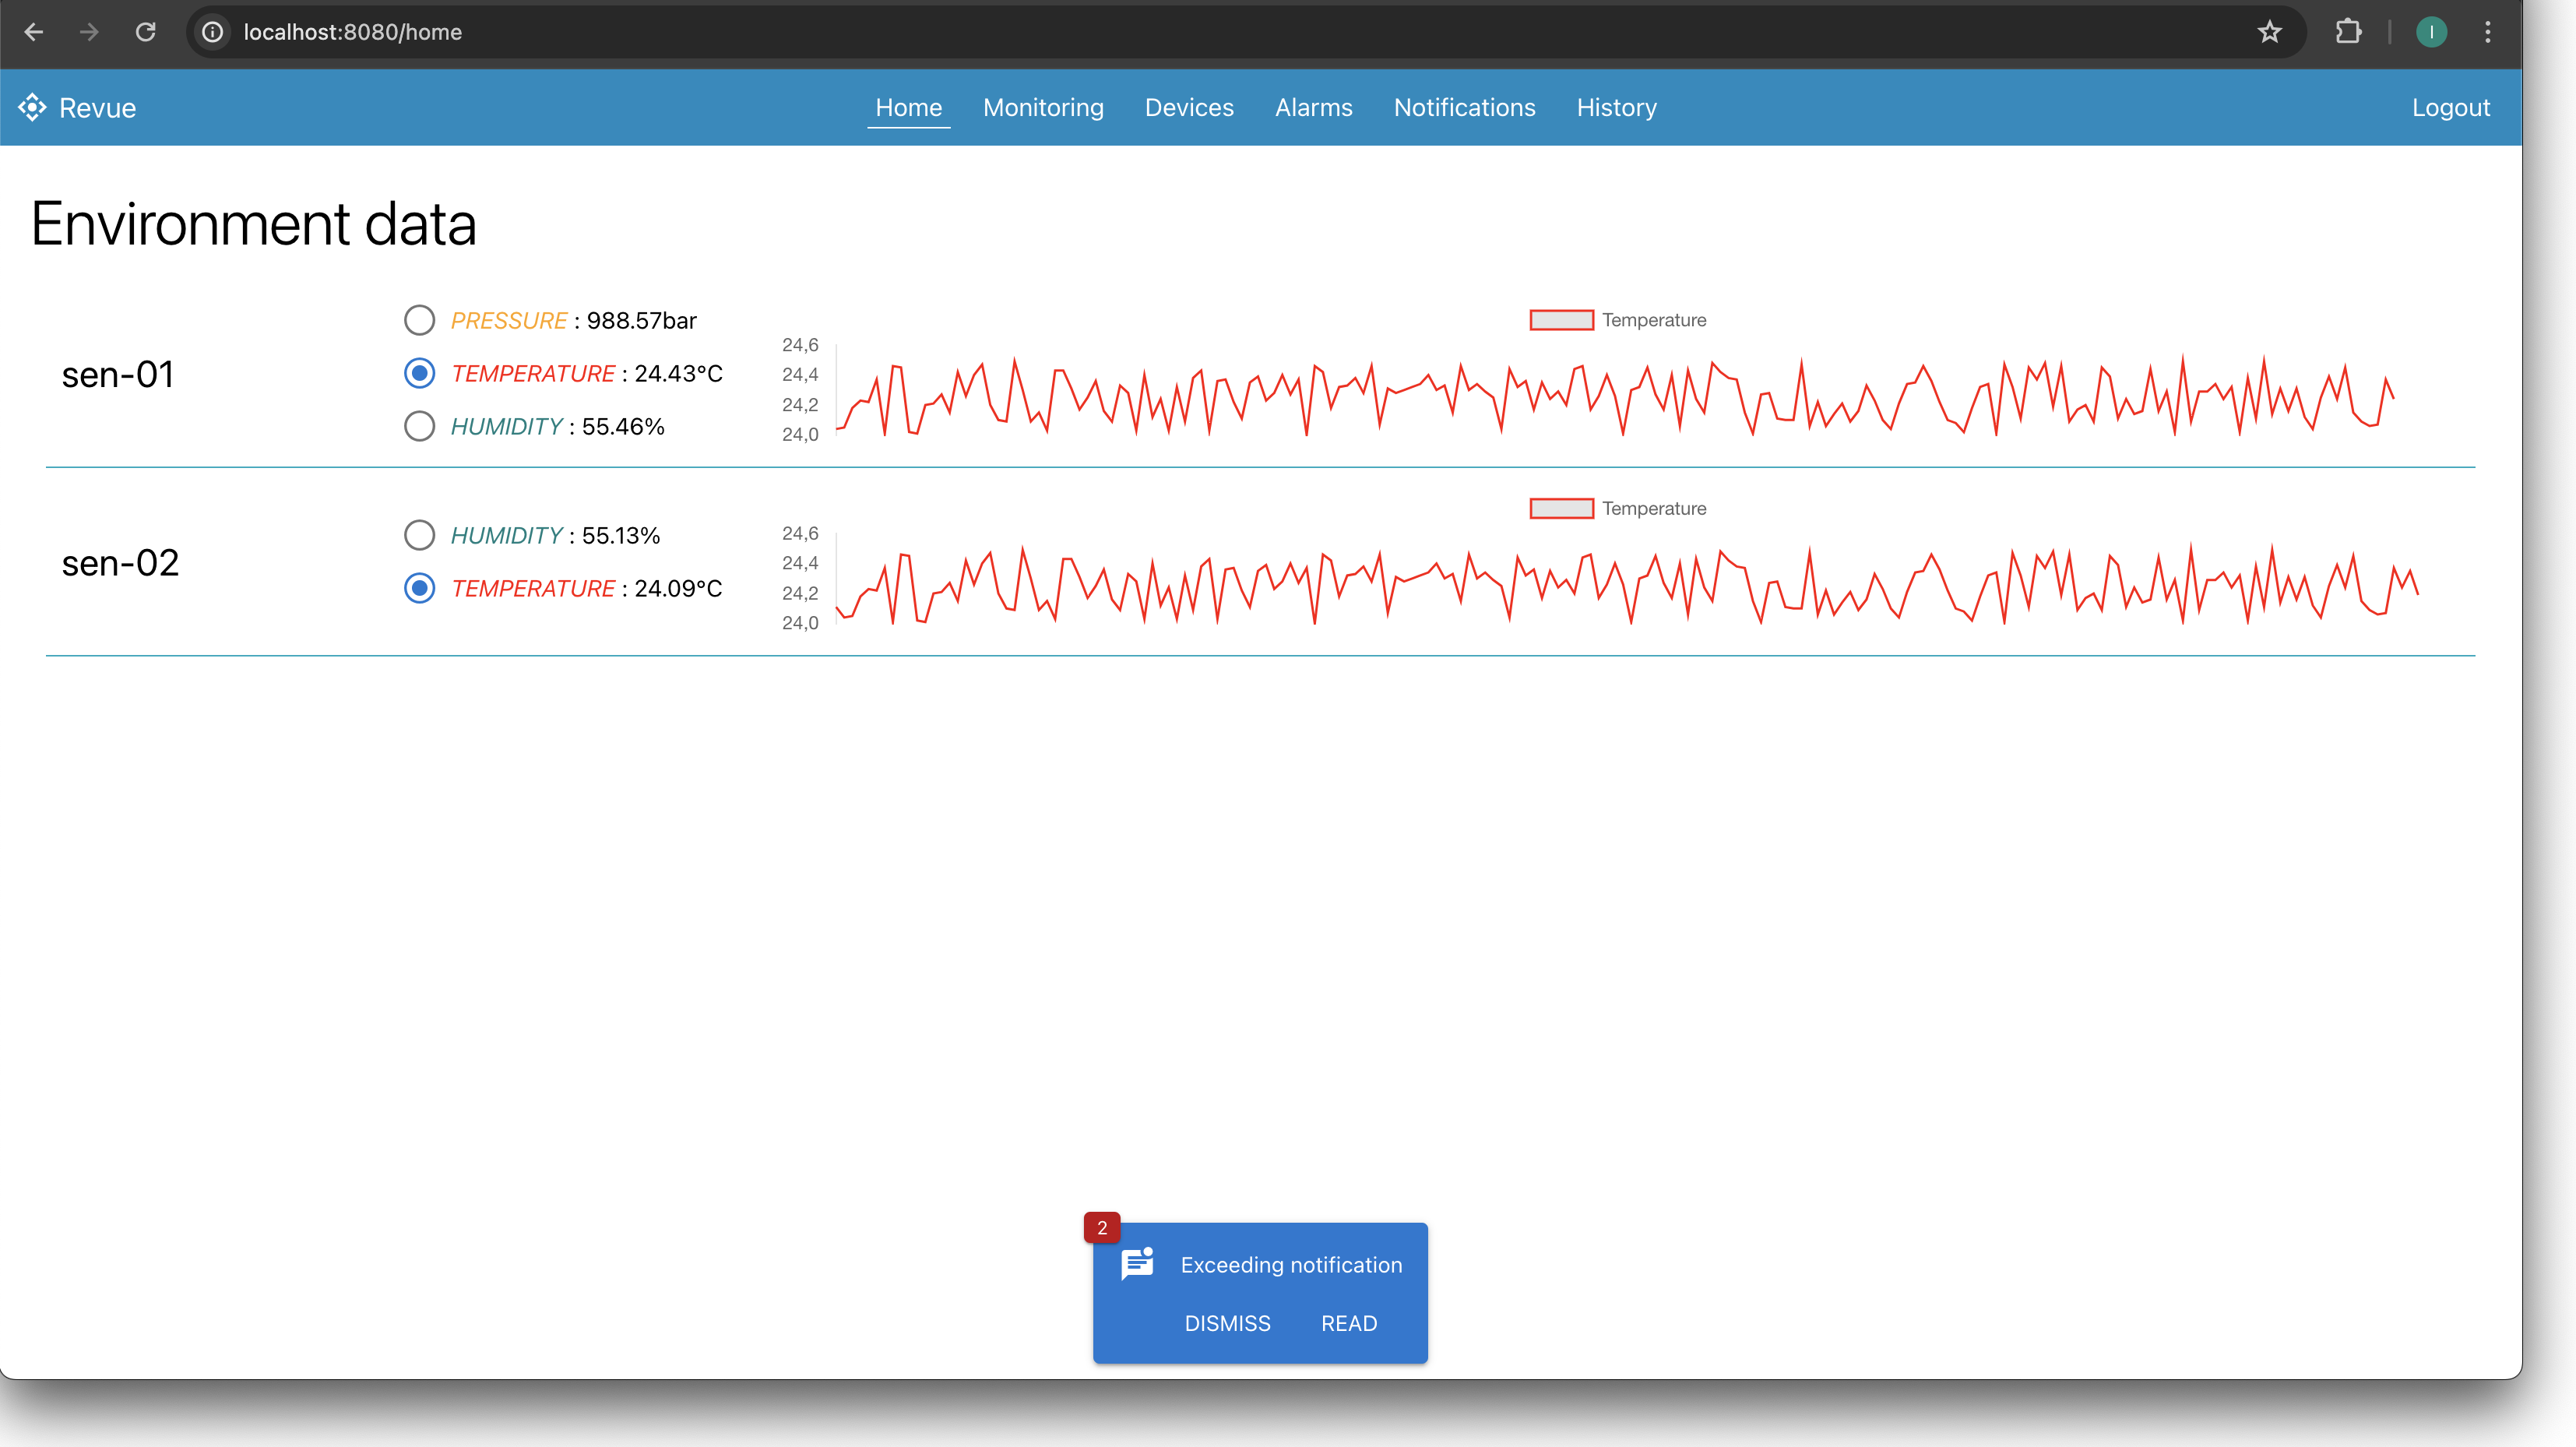 localhost:8080/home
I
Revue
Home Monitoring Devices Alarms Notifications History
Logout
Environment data
sen-01
PRESSURE : 988.57bar
TEMPERATURE : 24.43°C
HUMIDITY : 55.46%
Temperature
24,6
24,4
24,2
24,0
sen-02
HUMIDITY : 55.13%
TEMPERATURE : 24.09°C
Temperature
24,6
24,4
24,2
24,0
2
Exceeding notification
DISMISS READ